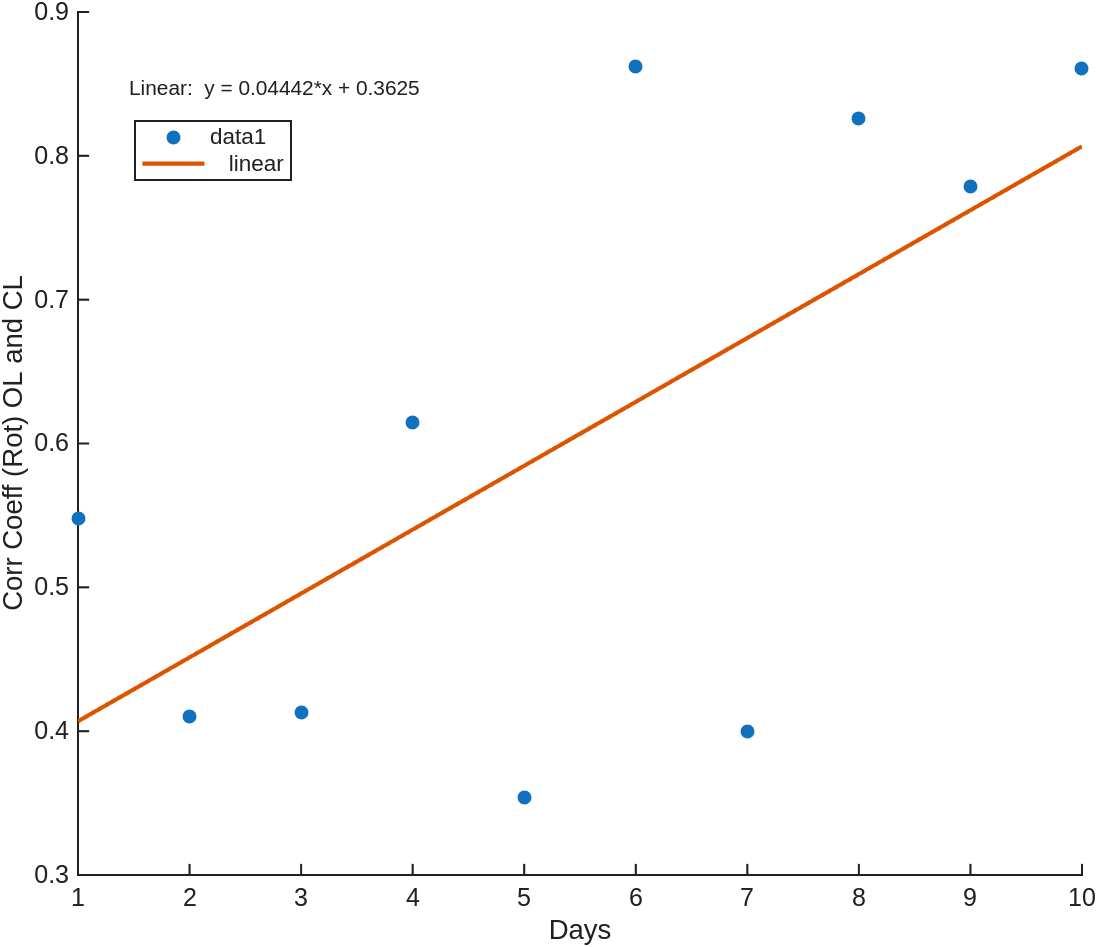 0.9
Linear:  y = 0.04442*x + 0.3625
data1
linear
0.8
0.7
0.6
0.5
0.4
0.3
Corr Coeff (Rot) OL and CL
1 2 3 4 5 6 7 8 9 10
Days